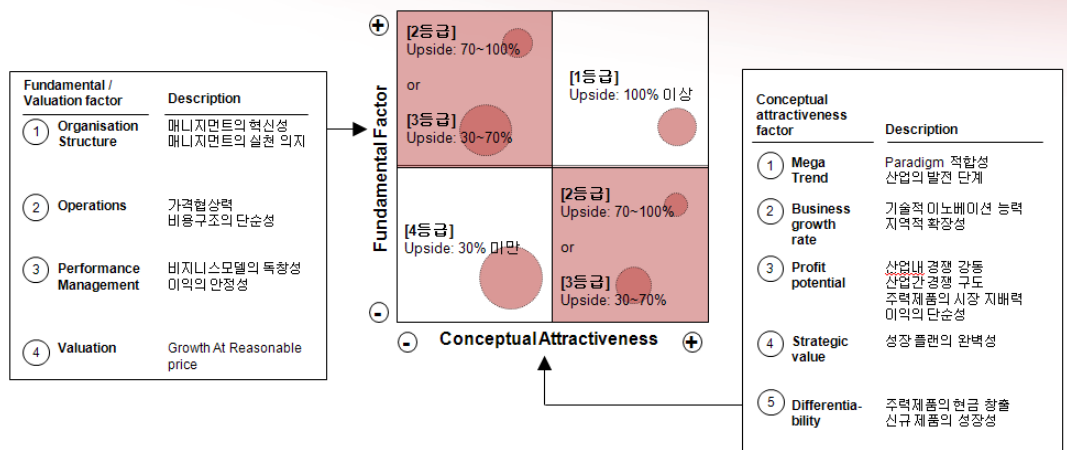 Fundamental /
Valuation factor
Description
1
Organisation
Structure
매니지먼트의 혁신성
매니지먼트의 실천 의지
2
Operations
가격협상력
비용구조의 단순성
3
Performance
Management
비지니스모델의 독창성
이익의 안정성
4
Valuation
Growth At Reasonable
price
Fundamental Factor
+
-
[2등급]
Upside: 70~100%
or
[3등급]
Upside: 30~70%
[1등급]
Upside: 100% 이상
[4등급]
Upside: 30% 미만
[2등급]
Upside: 70~100%
or
[3등급]
Upside: 30~70%
-
Conceptual Attractiveness
+
Conceptual
attractiveness
factor
Description
1
Mega
Trend
Paradigm 적합성
산업의 발전 단계
2
Business
growth
rate
기술적 이노베이션 능력
지역적 확장성
3
Profit
potential
산업내 경쟁 강동
산업간 경쟁 구도
주력제품의 시장 지배력
이익의 단순성
4
Strategic
value
성장 플랜의 완벽성
5
Differentia-
bility
주력제품의 현금 창출
신규제품의 성장성